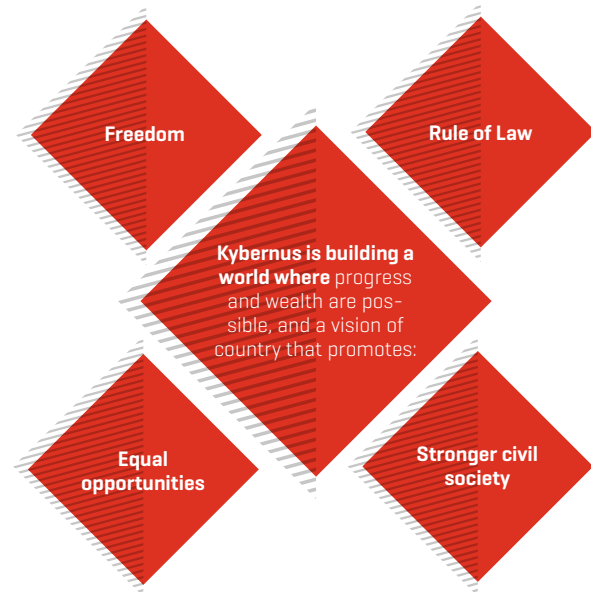 Freedom
Rule of Law
Kybernus is building a
world where progress
and wealth are pos-
sible, and a vision of
country that promotes:
Equal
opportunities
Stronger civil
society